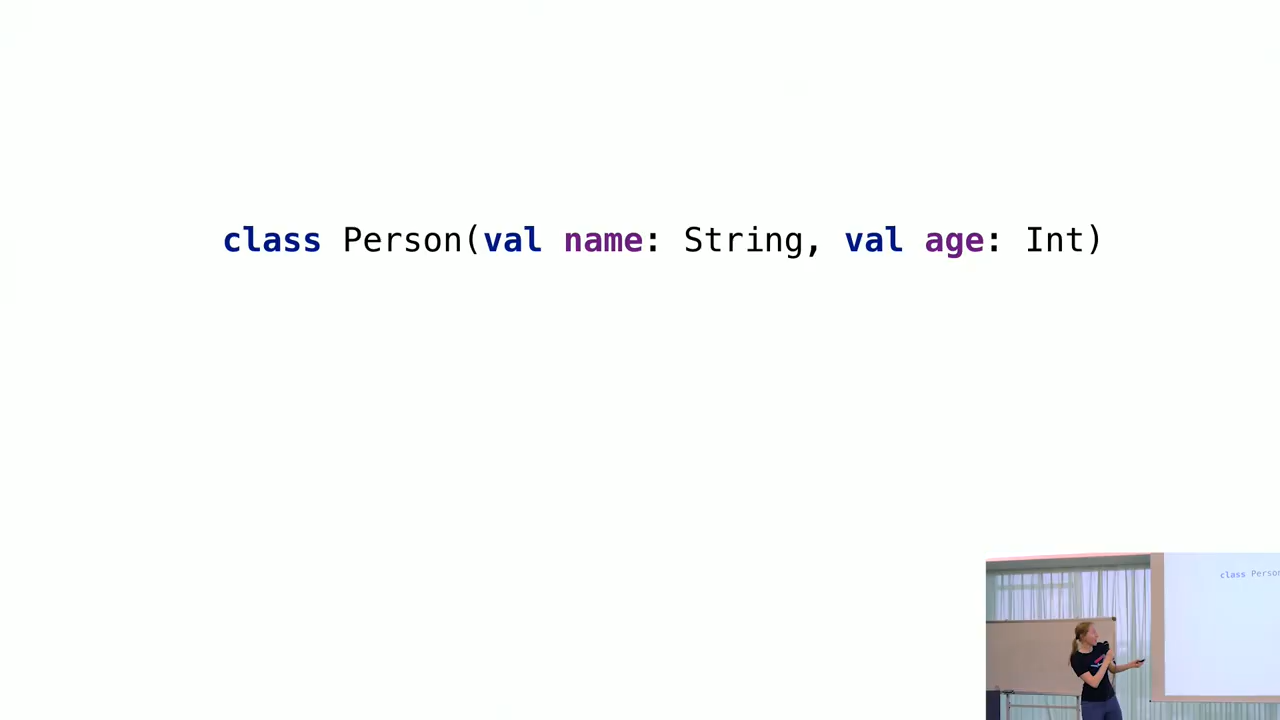 class Person(val name: String, val age: Int)
class Person